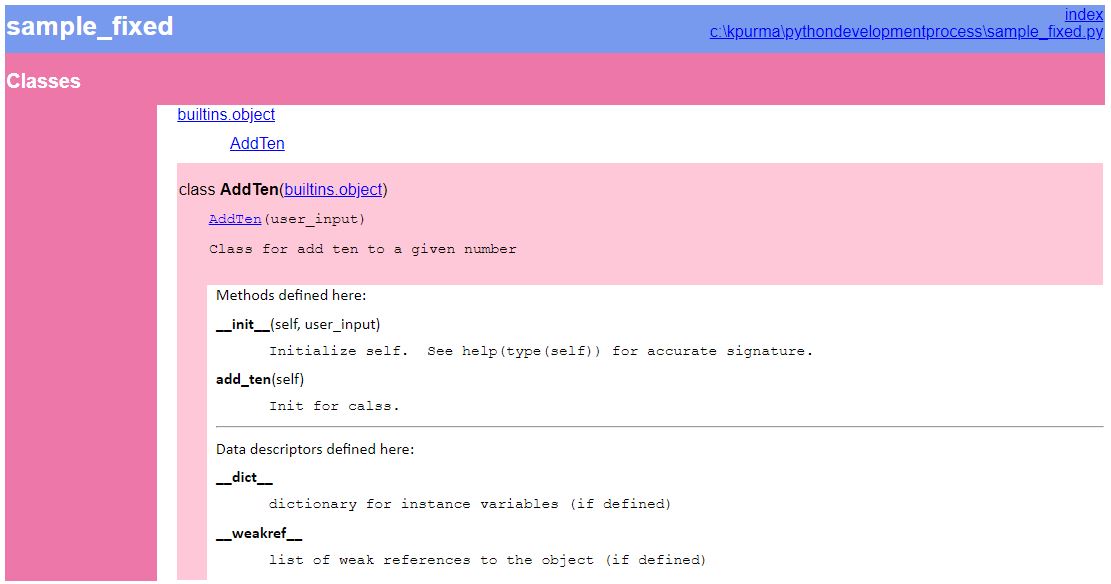 sample_fixed
index
c:\kpurma\pythondevelopmentprocess\sample_fixed.py
Classes
builtins.object
AddTen
class AddTen(builtins.object)
AddTen(user_input)
Class for add ten to a given number
Methods defined here:
__init__(self, user_input)
Initialize self.  See help(type(self)) for accurate signature.
add_ten(self)
Init for calss.
Data descriptors defined here:
__dict__
dictionary for instance variables (if defined)
__weakref__
list of weak references to the object (if defined)